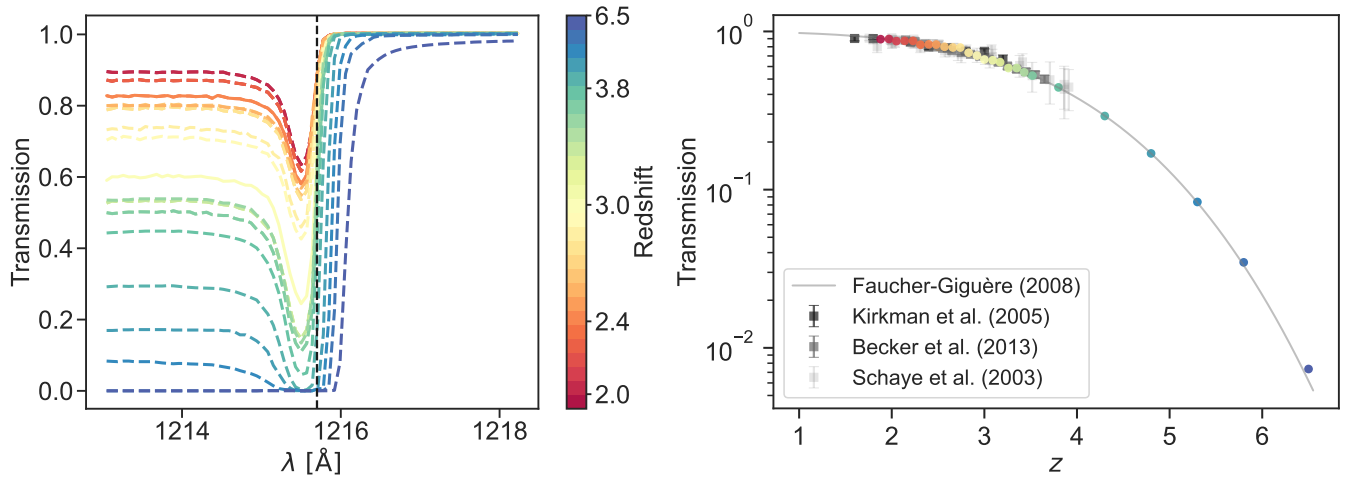 1.0
0.8
0.6
0.4
0.2
0.0
Transmission
1214
1216
1218
λ [Å]
6.5
3.8
3.0
2.4
2.0
Redshift
10⁰
10⁻¹
10⁻²
Transmission
Faucher-Giguère (2008)
Kirkman et al. (2005)
Becker et al. (2013)
Schaye et al. (2003)
1
2
3
4
5
6
z